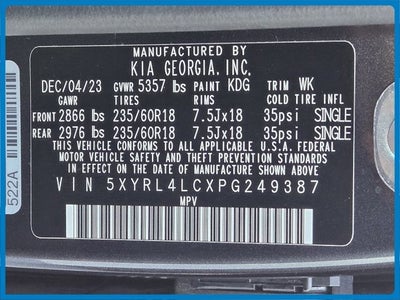 MANUFACTURED BY
KIA GEORGIA, INC.
DEC/04/23 GVWR 5357 lbs PAINT KDG TRIM WK
GAWR TIRES RIMS COLD TIRE INFL
FRONT 2866 lbs 235/60R18 7.5Jx18 35psi SINGLE
REAR 2976 lbs 235/60R18 7.5Jx18 35psi SINGLE
THIS VEHICLE CONFORMS TO ALL APPLICABLE U.S.A. FEDERAL
MOTOR VEHICLE SAFETY AND THEFT PREVENTION STANDARDS
IN EFFECT ON THE DATE OF MANUFACTURE SHOWN ABOVE.
VIN 5XYRL4LCXPG249387
MPV
522A